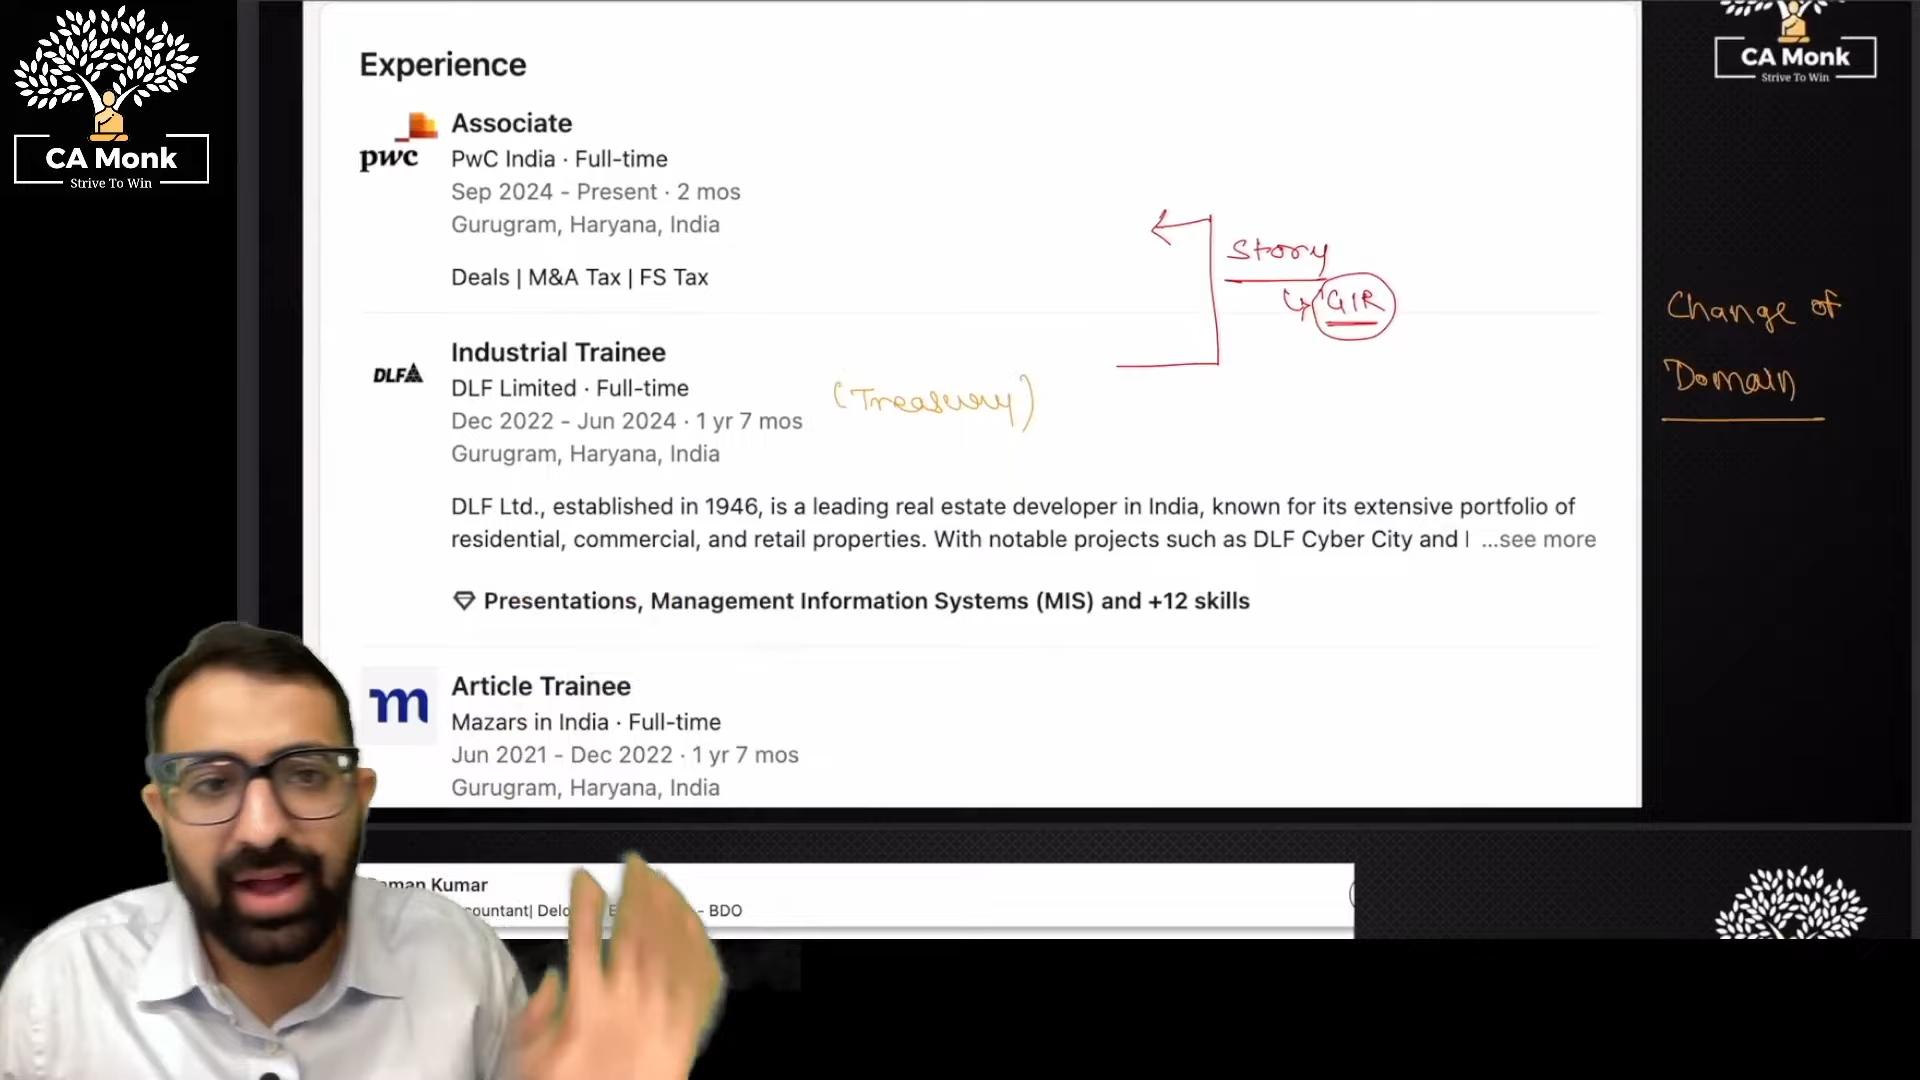 CA Monk
Strive To Win
CA Monk
Strive To Win
Experience
pwc
Associate
PwC India · Full-time
Sep 2024 - Present · 2 mos
Gurugram, Haryana, India
Deals | M&A Tax | FS Tax
Story
GIR
Change of
Domain
DLF
Industrial Trainee
DLF Limited · Full-time
(Treasury)
Dec 2022 - Jun 2024 · 1 yr 7 mos
Gurugram, Haryana, India
DLF Ltd., established in 1946, is a leading real estate developer in India, known for its extensive portfolio of
residential, commercial, and retail properties. With notable projects such as DLF Cyber City and ...see more
Presentations, Management Information Systems (MIS) and +12 skills
m
Article Trainee
Mazars in India · Full-time
Jun 2021 - Dec 2022 · 1 yr 7 mos
Gurugram, Haryana, India
Kumar
- BDO